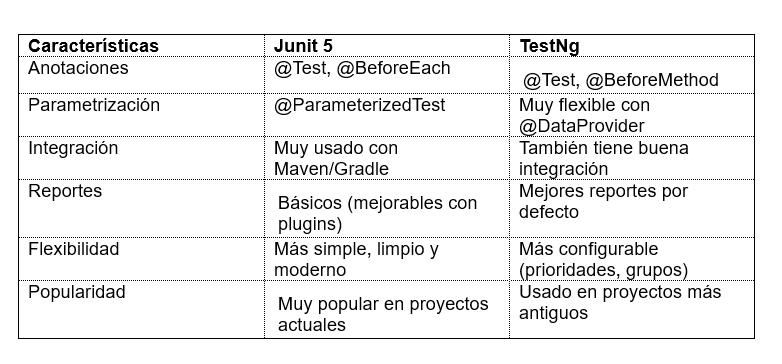 Características Junit 5 TestNg
Anotaciones @Test, @BeforeEach @Test, @BeforeMethod
Parametrización @ParameterizedTest Muy flexible con
@DataProvider
Integración Muy usado con También tiene buena
Maven/Gradle integración
Reportes Básicos (mejorables con Mejores reportes por
plugins) defecto
Flexibilidad Más simple, limpio y Más configurable
moderno (prioridades, grupos)
Popularidad Muy popular en proyectos Usado en proyectos más
actuales antiguos